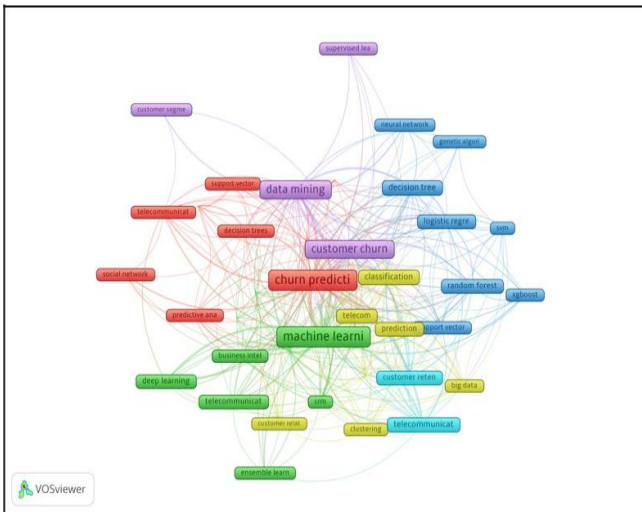 supervised lea
customer segme
neural network
genetic algori
support vector
data mining
decision tree
telecommunicat
logistic regre
decision trees
svm
customer churn
social network
churn predicti
classification
random forest
xgboost
predictive ana
telecom
prediction
support vector
machine learni
business intel
deep learning
customer reten
big data
telecommunicat
crm
customer relat
clustering
telecommunicat
ensemble learn
VOSviewer